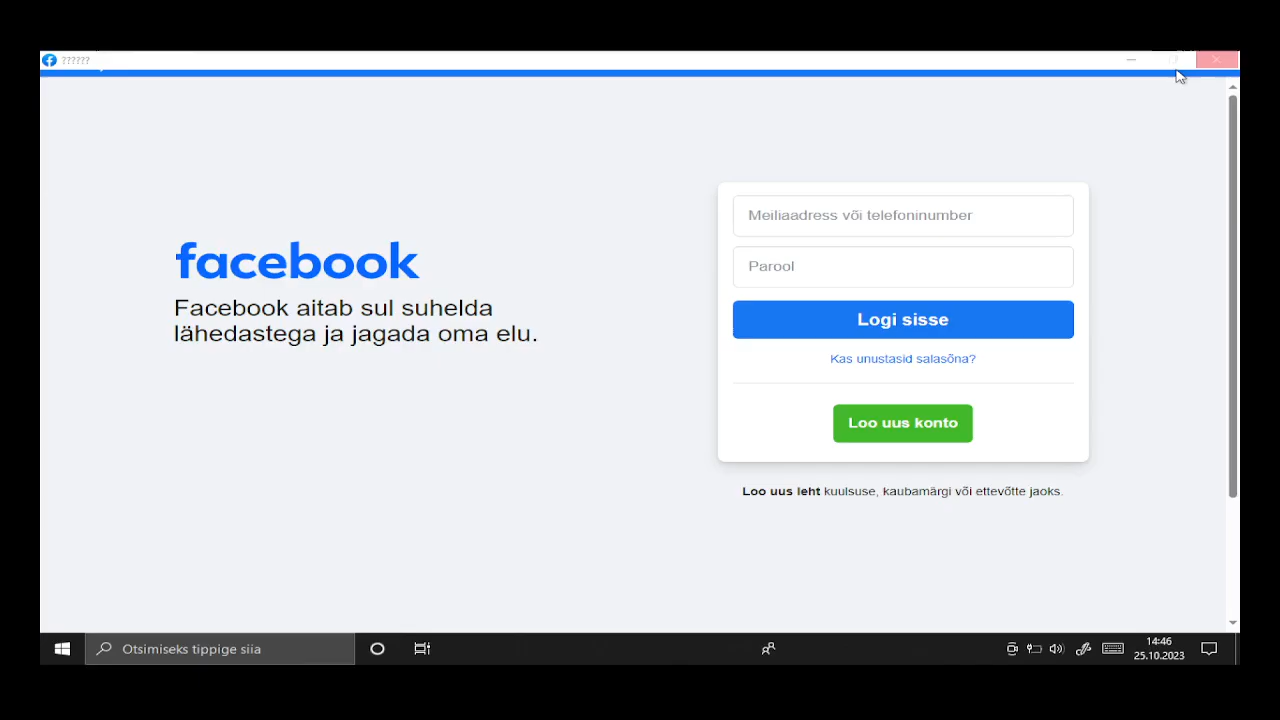 ??????
facebook
Facebook aitab sul suhelda
lähedastega ja jagada oma elu.
Meiliaadress või telefoninumber
Parool
Logi sisse
Kas unustasid salasõna?
Loo uus konto
Loo uus leht kuulsuse, kaubamärgi või ettevõtte jaoks.
Otsimiseks tippige siia
14:46
25.10.2023